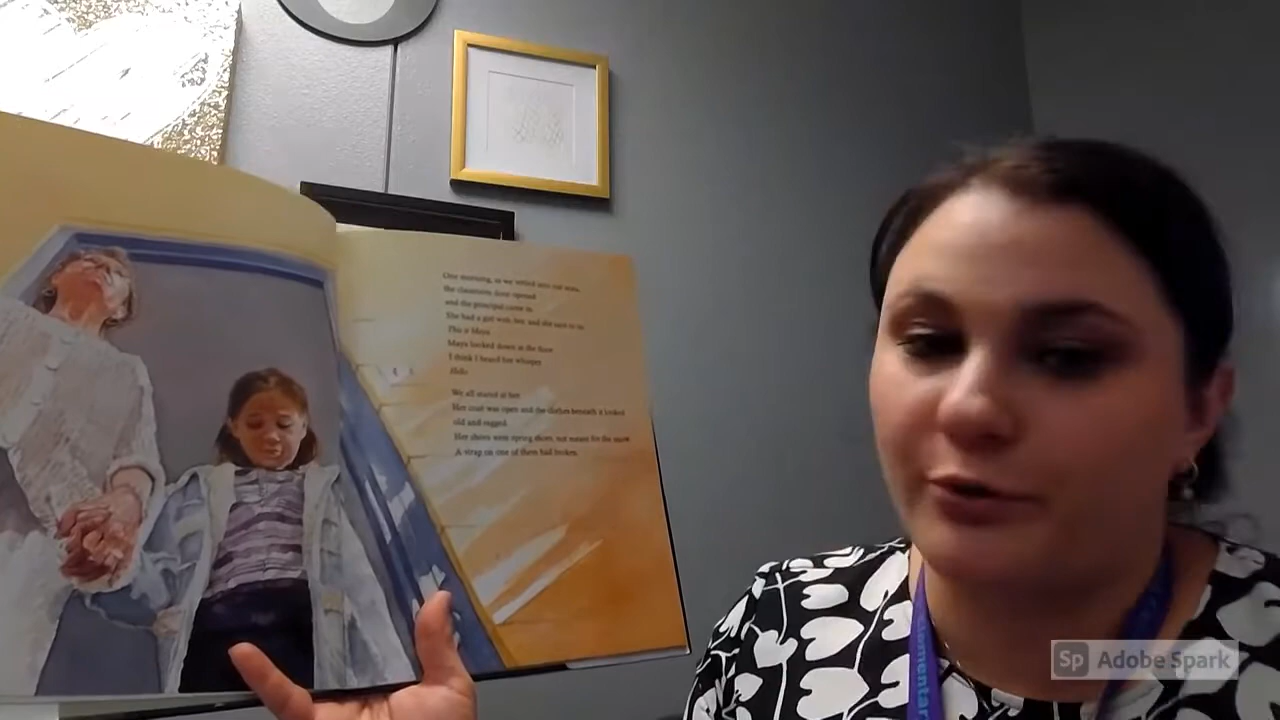 One morning, as we settled into our seats,
the classroom door opened
and the principal came in.
She had a girl with her, and she said to us,
This is Maya.
Maya looked down at the floor.
I think I heard her whisper
Hello.
We all stared at her.
Her coat was open and the clothes beneath it looked
old and ragged.
Her shoes were spring shoes, not meant for the snow.
A strap on one of them had broken.
mentar
Sp Adobe Spark